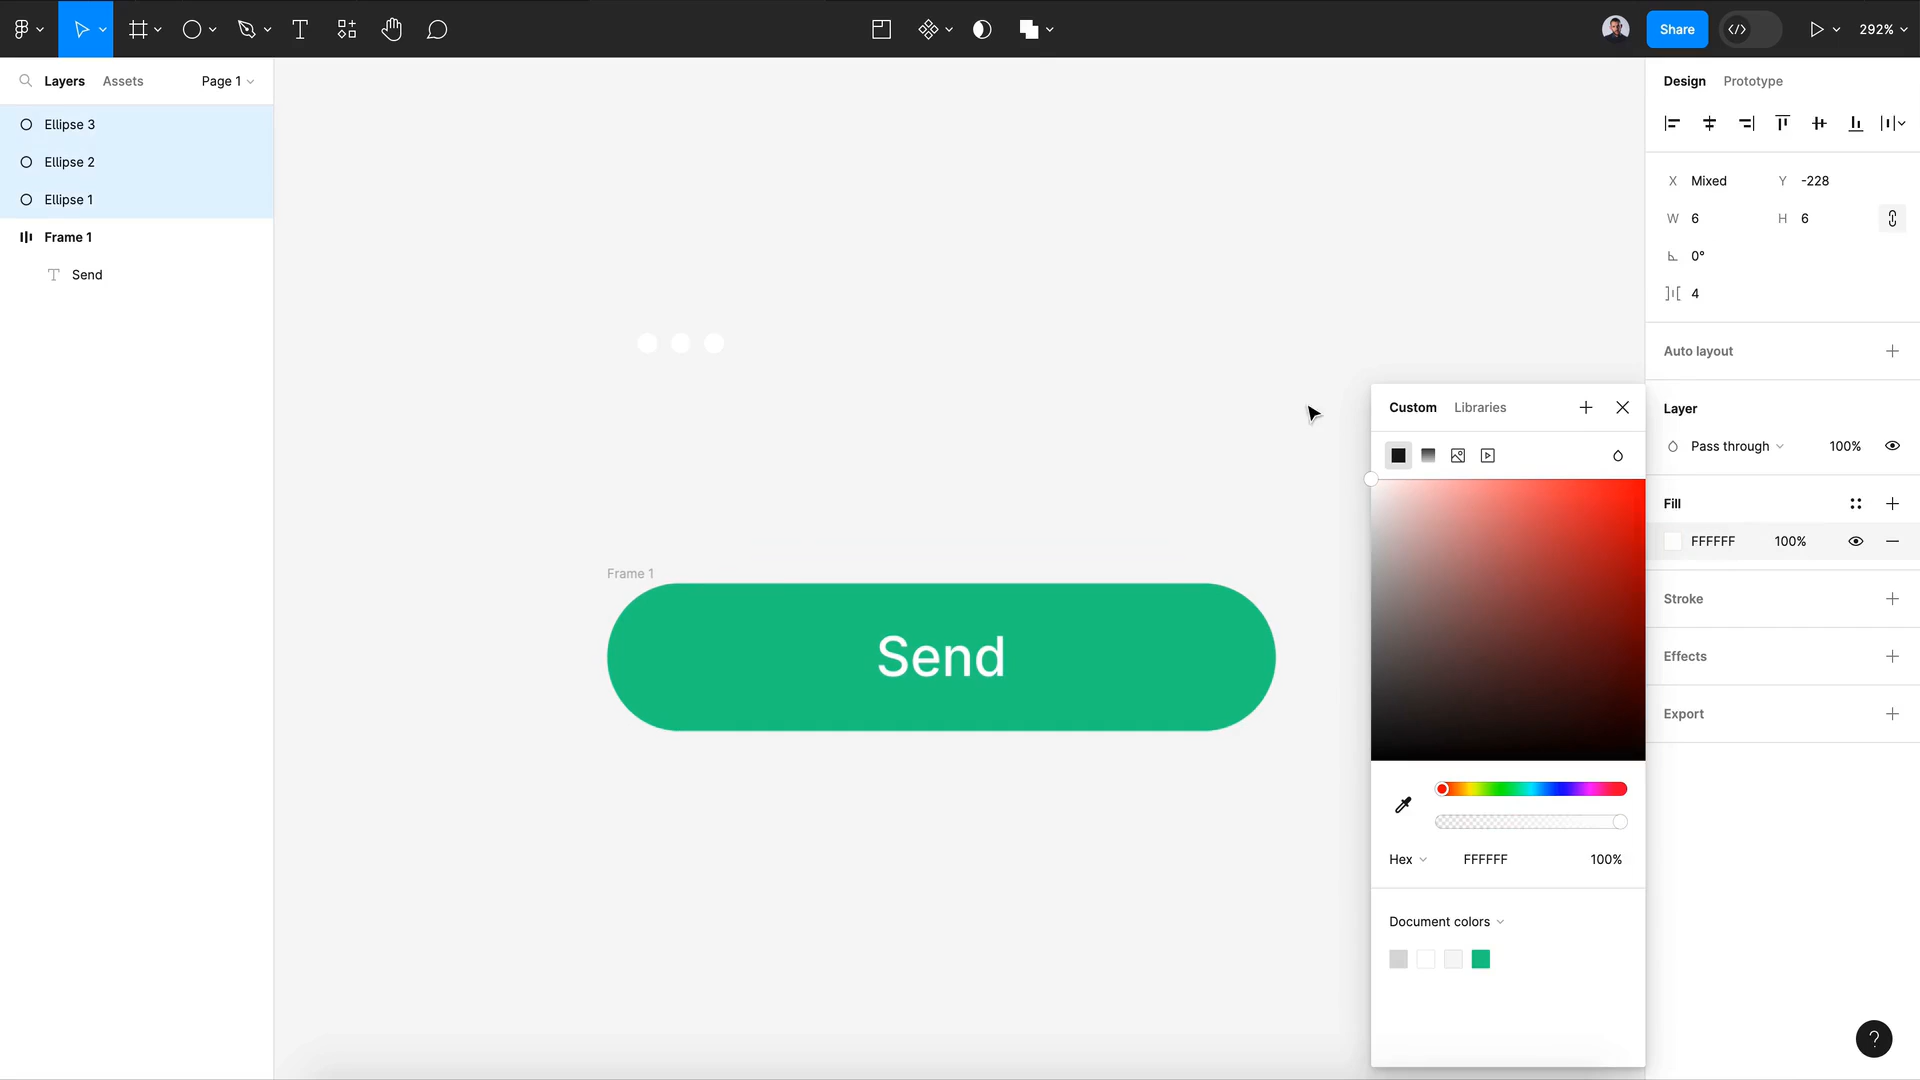 Share
292%
Layers
Assets
Page 1
Ellipse 3
Ellipse 2
Ellipse 1
Frame 1
Send
Frame 1
Send
Custom
Libraries
Hex
FFFFFF
100%
Document colors
Design
Prototype
X Mixed
Y -228
W 6
H 6
0°
4
Auto layout
Layer
Pass through
100%
Fill
FFFFFF
100%
Stroke
Effects
Export
?